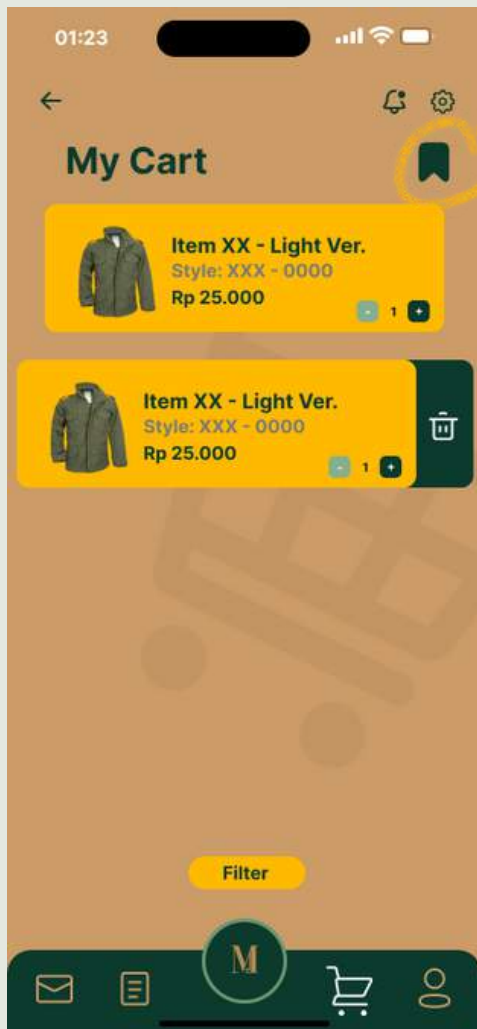 01:23
My Cart
Item XX - Light Ver.
Style: XXX - 0000
Rp 25.000
- 1 +
Item XX - Light Ver.
Style: XXX - 0000
Rp 25.000
- 1 +
Filter
M